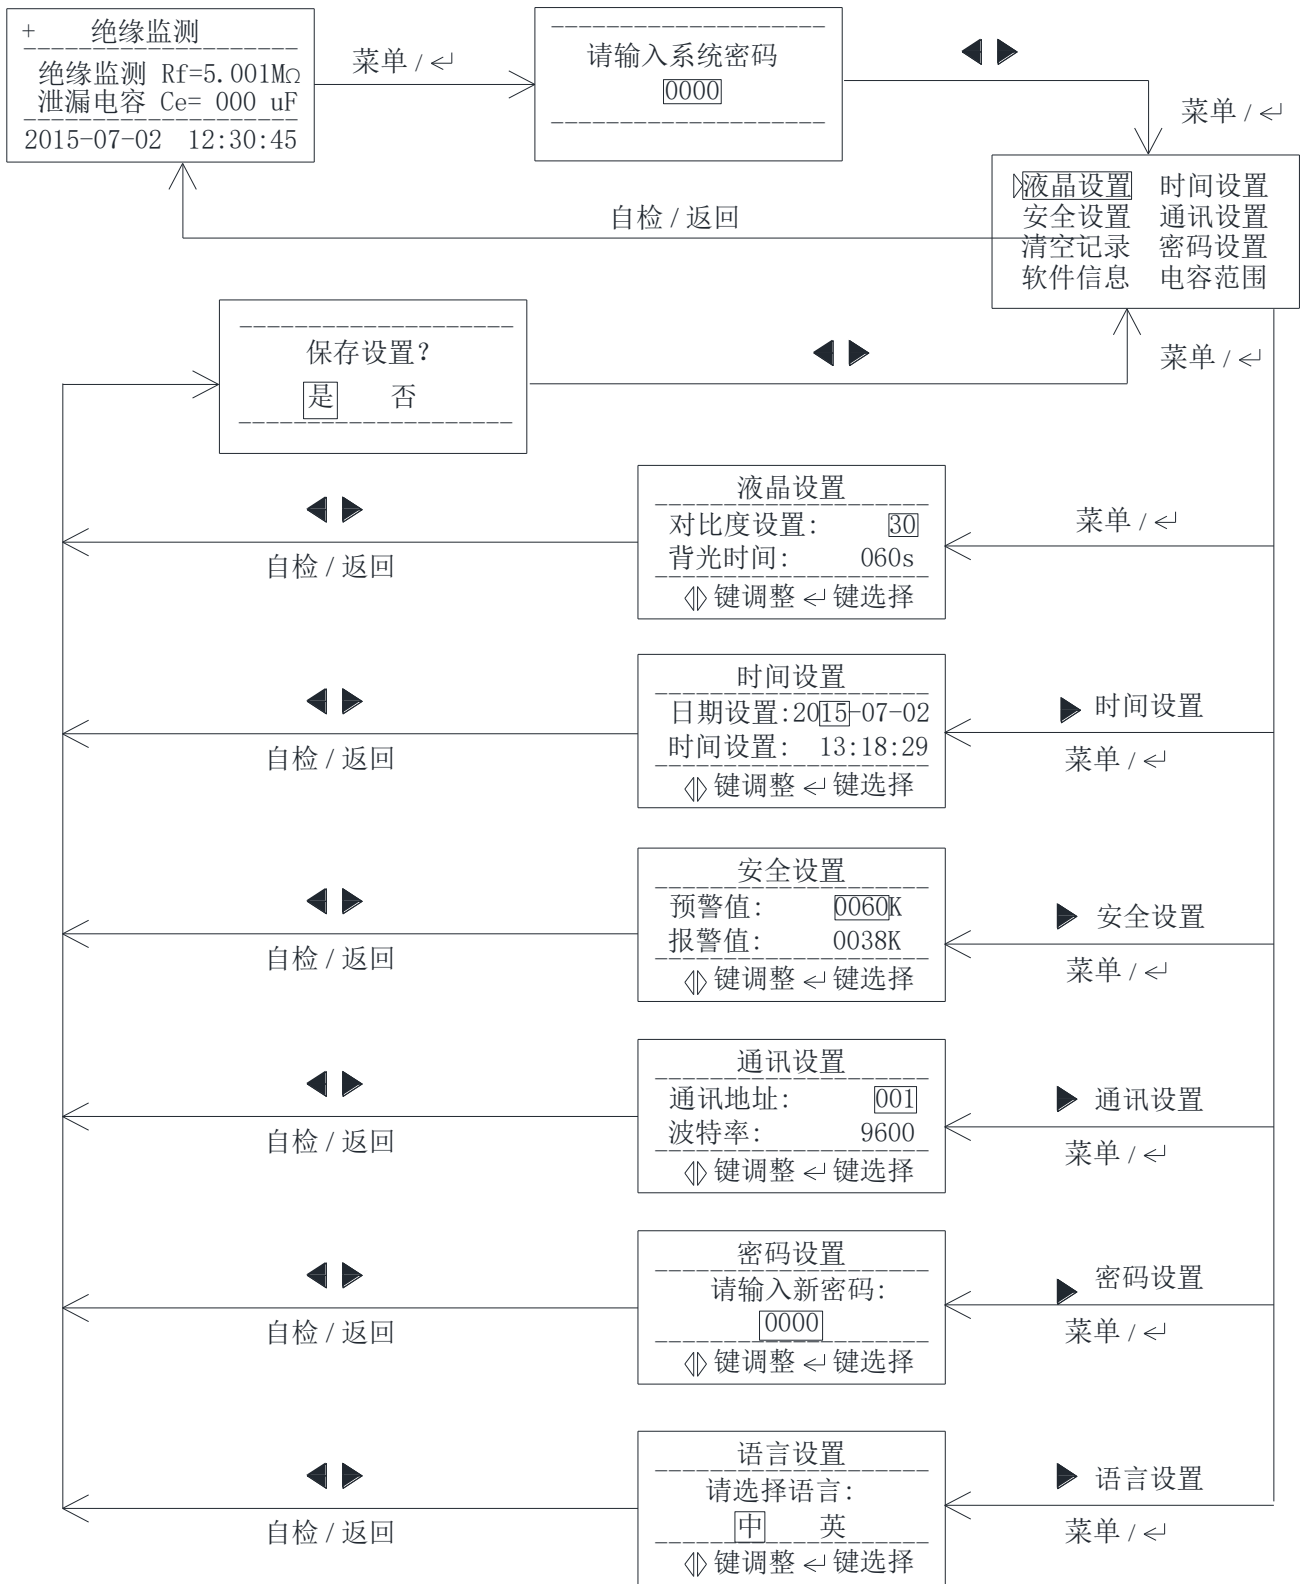 + 绝缘监测
绝缘监测 Rf=5.001MΩ
泄漏电容 Ce= 000 uF
2015-07-02 12:30:45
菜单 / ↵
请输入系统密码
0000
◀ ▶
菜单 / ↵
▷液晶设置 时间设置
安全设置 通讯设置
清空记录 密码设置
软件信息 电容范围
自检 / 返回
保存设置?
是 否
◀ ▶
菜单 / ↵
◀ ▶
自检 / 返回
液晶设置
对比度设置: 30
背光时间: 060s
◁▷ 键调整 ↵ 键选择
菜单 / ↵
◀ ▶
自检 / 返回
时间设置
日期设置:2015-07-02
时间设置: 13:18:29
◁▷ 键调整 ↵ 键选择
▶ 时间设置
菜单 / ↵
◀ ▶
自检 / 返回
安全设置
预警值: 0060K
报警值: 0038K
◁▷ 键调整 ↵ 键选择
▶ 安全设置
菜单 / ↵
◀ ▶
自检 / 返回
通讯设置
通讯地址: 001
波特率: 9600
◁▷ 键调整 ↵ 键选择
▶ 通讯设置
菜单 / ↵
◀ ▶
自检 / 返回
密码设置
请输入新密码:
0000
◁▷ 键调整 ↵ 键选择
▶ 密码设置
菜单 / ↵
◀ ▶
自检 / 返回
语言设置
请选择语言:
中 英
◁▷ 键调整 ↵ 键选择
▶ 语言设置
菜单 / ↵